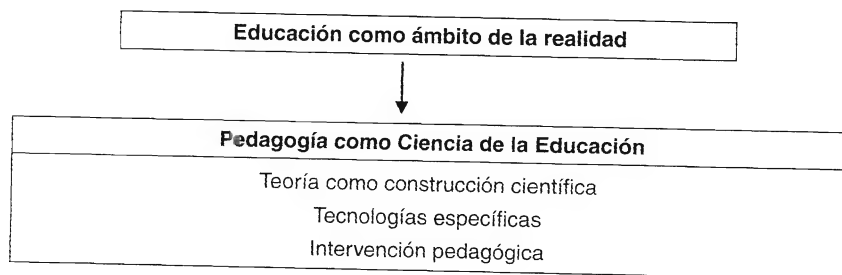 Educación como ámbito de la realidad
Pedagogía como Ciencia de la Educación
Teoría como construcción científica
Tecnologías específicas
Intervención pedagógica